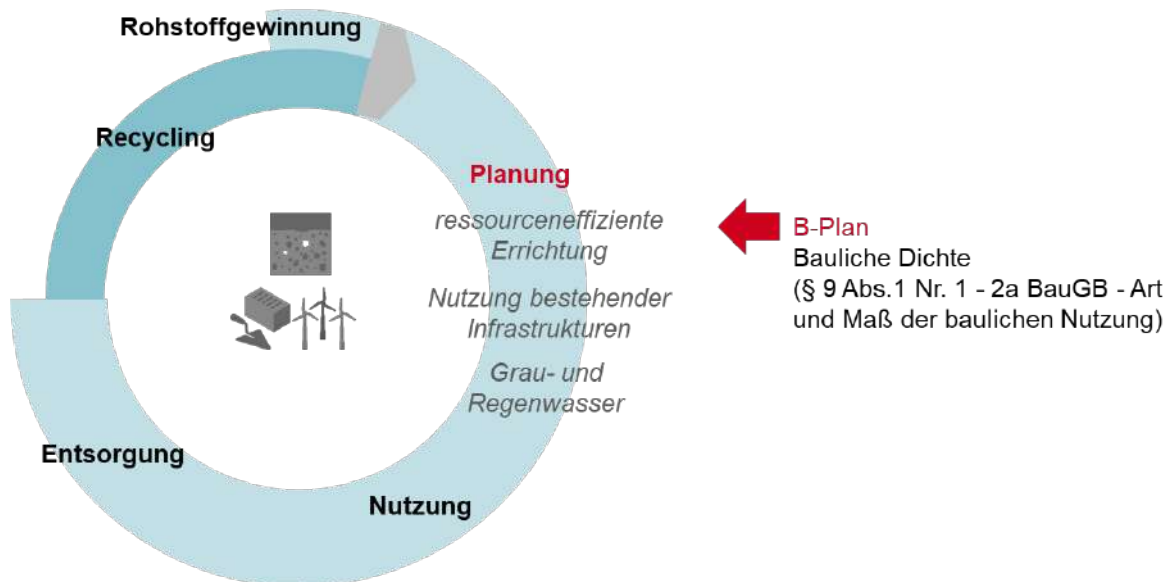 Rohstoffgewinnung
Recycling
Planung
ressourceneffiziente
Errichtung
Nutzung bestehender
Infrastrukturen
Grau- und
Regenwasser
B-Plan
Bauliche Dichte
(§ 9 Abs.1 Nr. 1 - 2a BauGB - Art
und Maß der baulichen Nutzung)
Entsorgung
Nutzung